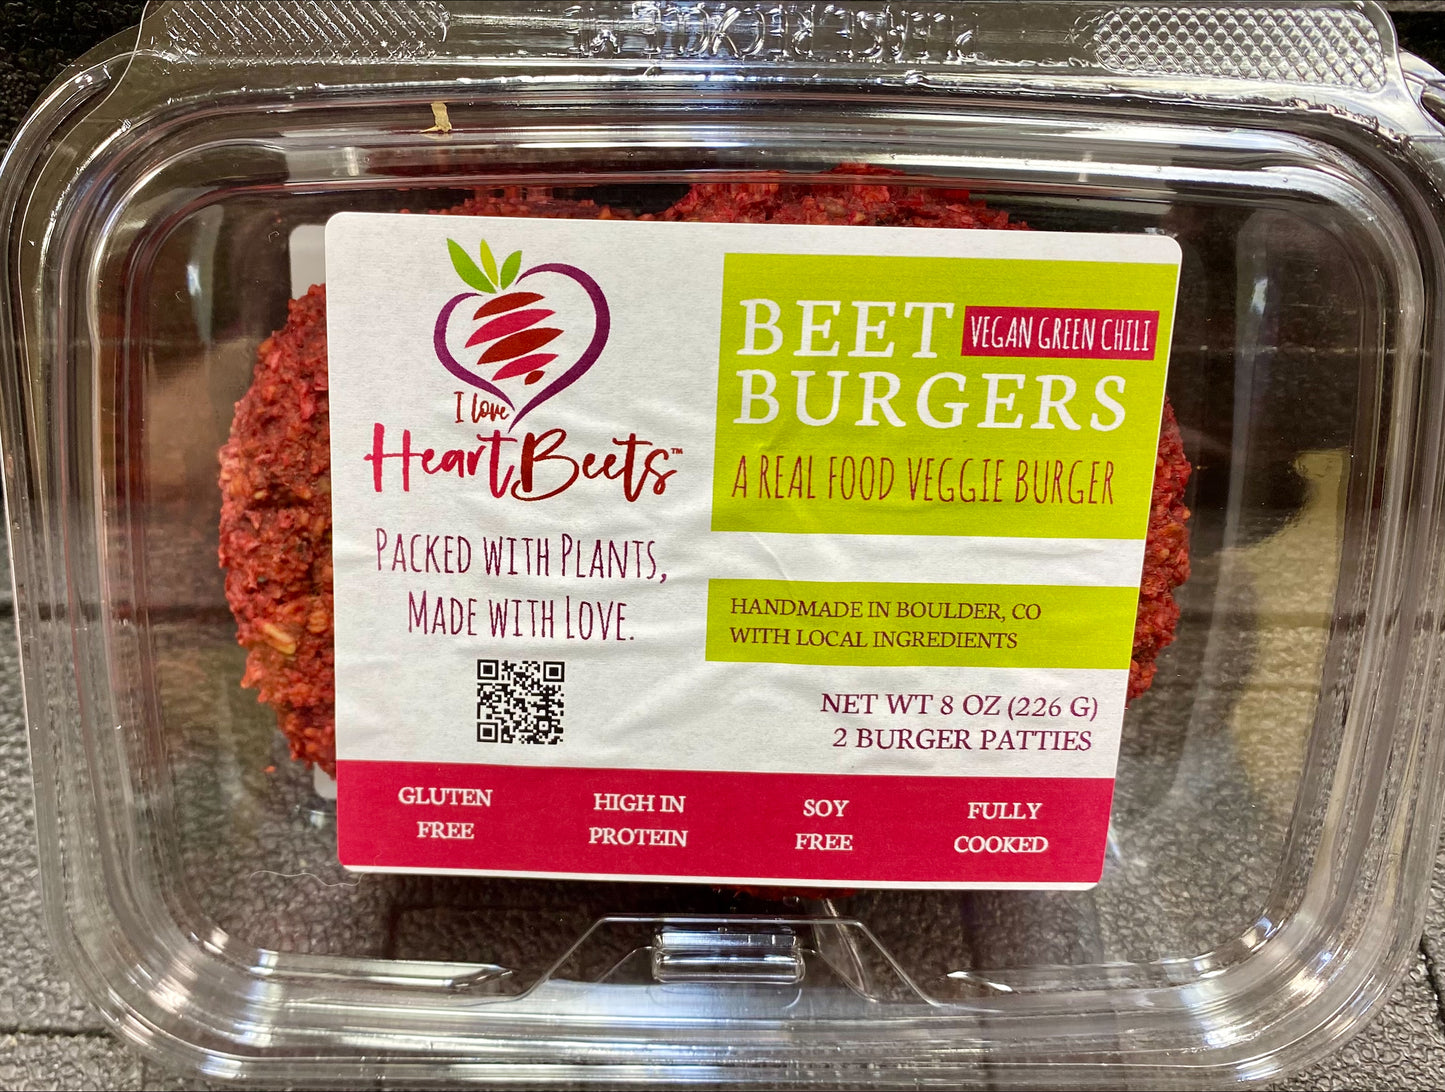 I love
HeartBeets™
PACKED WITH PLANTS,
MADE WITH LOVE.
BEET VEGAN GREEN CHILI
BURGERS
A REAL FOOD VEGGIE BURGER
HANDMADE IN BOULDER, CO
WITH LOCAL INGREDIENTS
NET WT 8 OZ (226 G)
2 BURGER PATTIES
GLUTEN
FREE
HIGH IN
PROTEIN
SOY
FREE
FULLY
COOKED